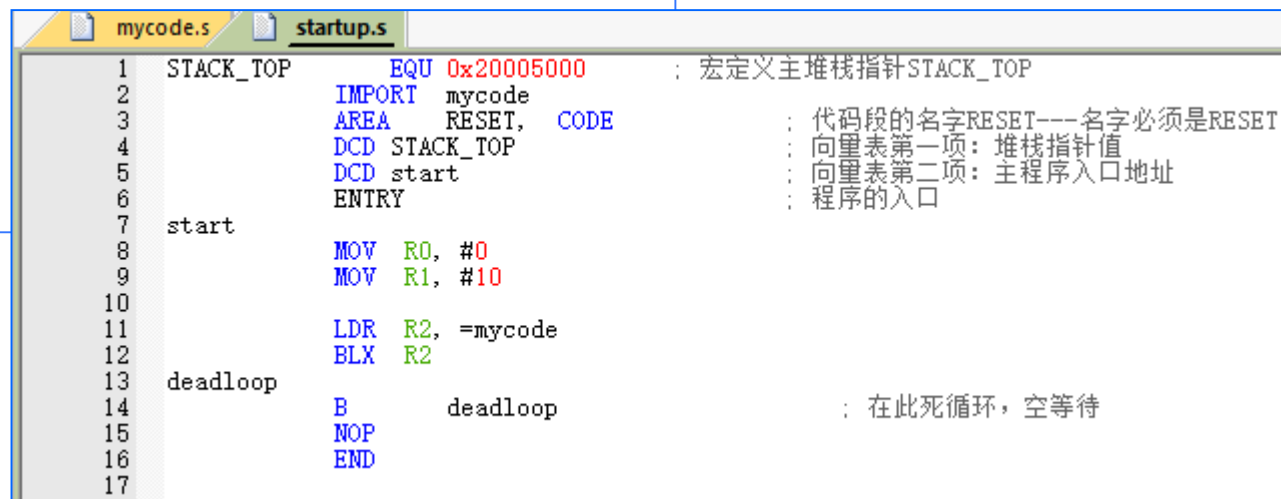 mycode.s startup.s
1 STACK_TOP EQU 0x20005000 ; 宏定义主堆栈指针STACK_TOP
2 IMPORT mycode
3 AREA RESET, CODE ; 代码段的名字RESET---名字必须是RESET
4 DCD STACK_TOP ; 向量表第一项：堆栈指针值
5 DCD start ; 向量表第二项：主程序入口地址
6 ENTRY ; 程序的入口
7 start
8 MOV R0, #0
9 MOV R1, #10
10
11 LDR R2, =mycode
12 BLX R2
13 deadloop
14 B deadloop ; 在此死循环，空等待
15 NOP
16 END
17